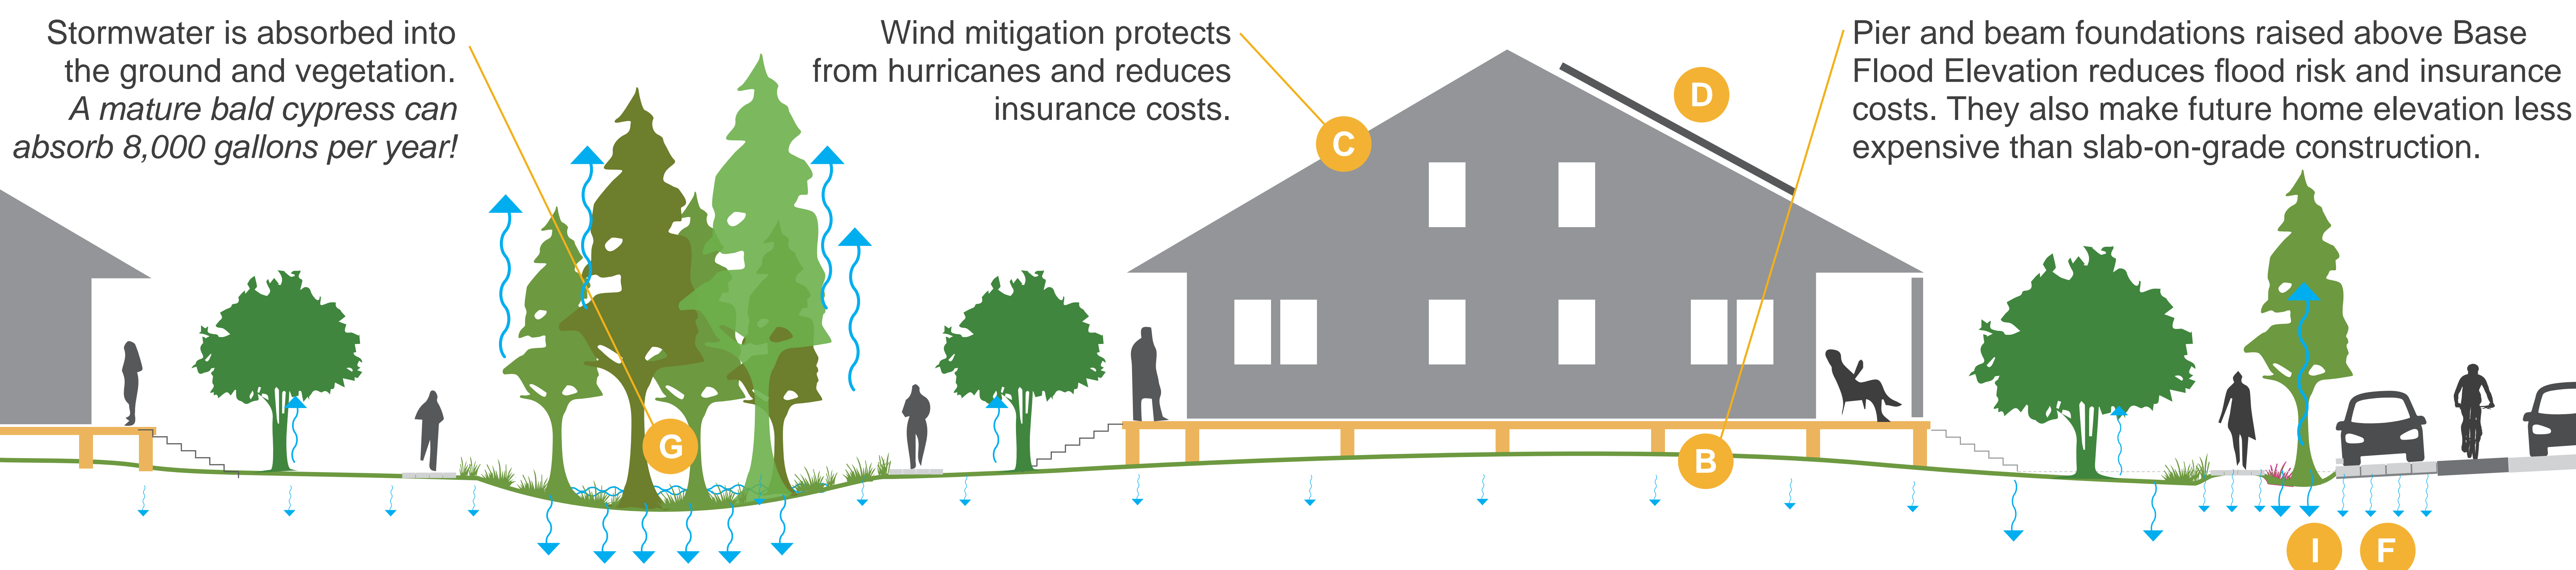 Stormwater is absorbed into
the ground and vegetation.
A mature bald cypress can
absorb 8,000 gallons per year!
Wind mitigation protects
from hurricanes and reduces
insurance costs.
Pier and beam foundations raised above Base
Flood Elevation reduces flood risk and insurance
costs. They also make future home elevation less
expensive than slab-on-grade construction.
D
C
G
B
I
F